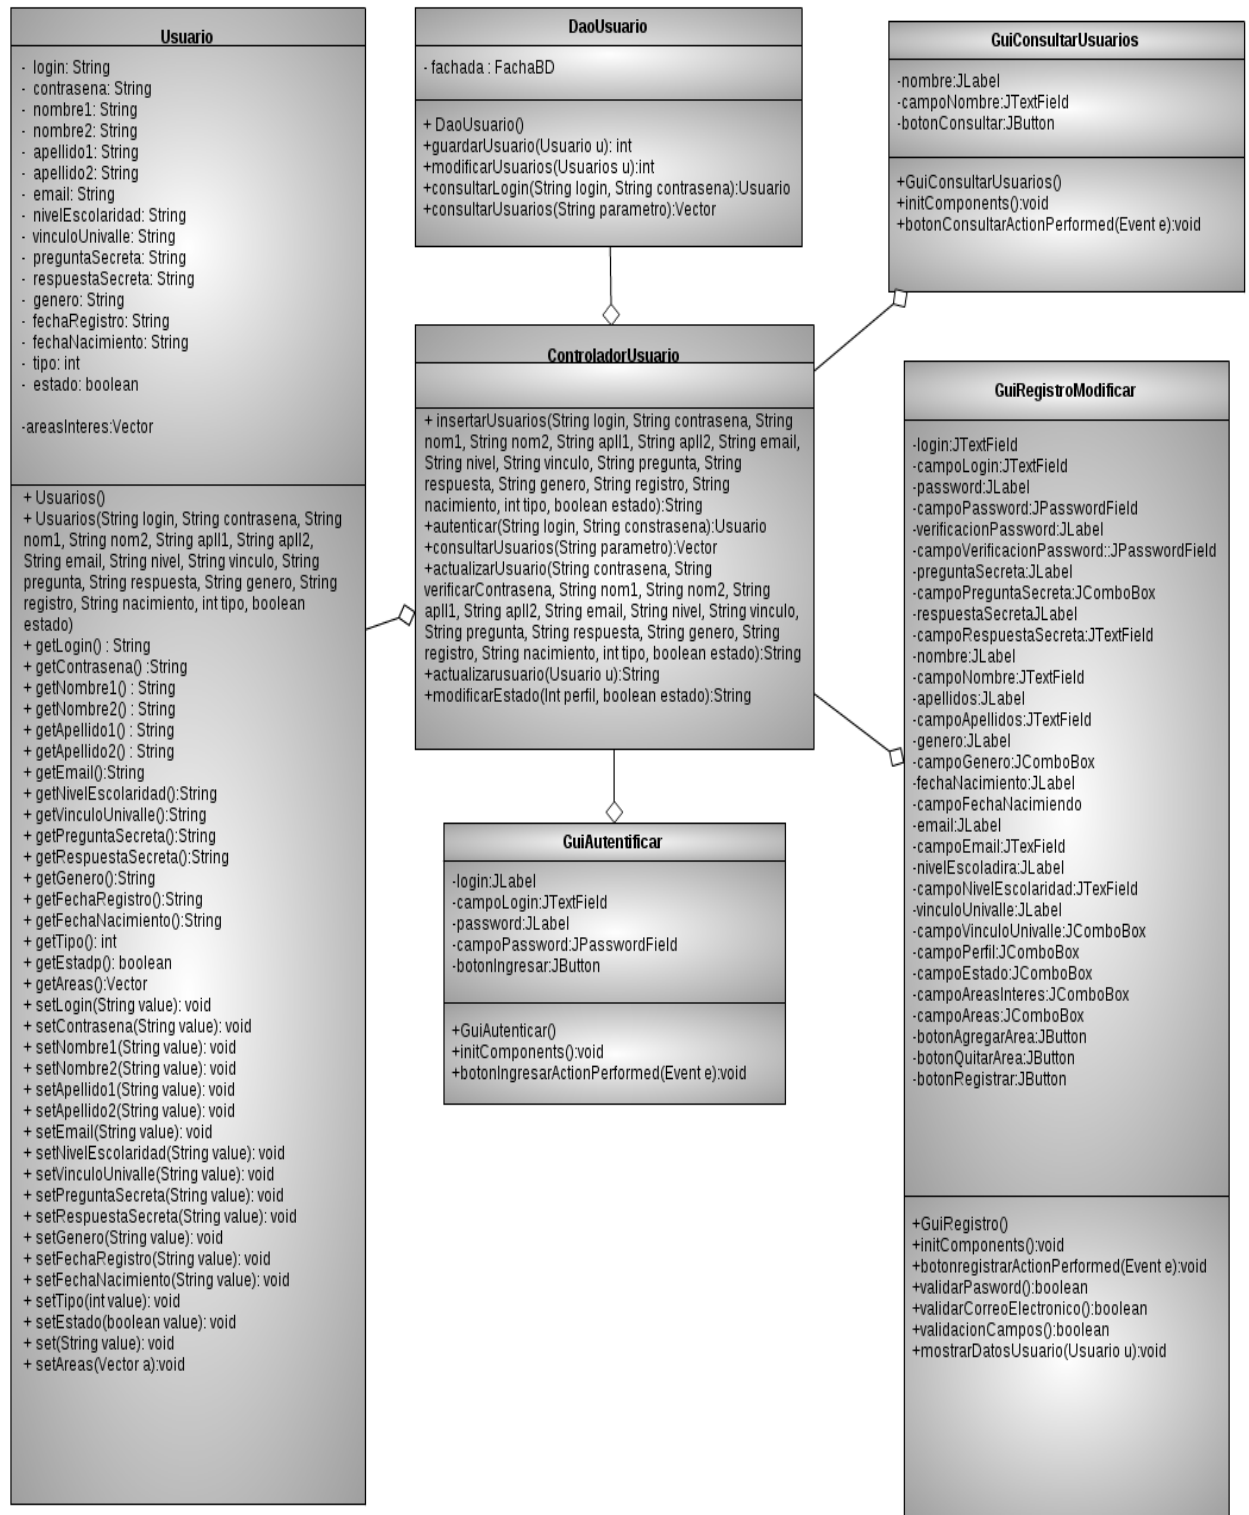 Usuario
- login: String
- contrasena: String
- nombre1: String
- nombre2: String
- apellido1: String
- apellido2: String
- email: String
- nivelEscolaridad: String
- vinculoUnivalle: String
- preguntaSecreta: String
- respuestaSecreta: String
- genero: String
- fechaRegistro: String
- fechaNacimiento: String
- tipo: int
- estado: boolean
-areasInteres:Vector
+ Usuarios()
+ Usuarios(String login, String contrasena, String
nom1, String nom2, String apll1, String apll2,
String email, String nivel, String vinculo, String
pregunta, String respuesta, String genero, String
registro, String nacimiento, int tipo, boolean
estado)
+ getLogin() : String
+ getContrasena() :String
+ getNombre1() : String
+ getNombre2() : String
+ getApellido1() : String
+ getApellido2() : String
+ getEmail():String
+ getNivelEscolaridad():String
+ getVinculoUnivalle():String
+ getPreguntaSecreta():String
+ getRespuestaSecreta():String
+ getGenero():String
+ getFechaRegistro():String
+ getFechaNacimiento():String
+ getTipo(): int
+ getEstadp(): boolean
+ getAreas():Vector
+ setLogin(String value): void
+ setContrasena(String value): void
+ setNombre1(String value): void
+ setNombre2(String value): void
+ setApellido1(String value): void
+ setApellido2(String value): void
+ setEmail(String value): void
+ setNivelEscolaridad(String value): void
+ setVinculoUnivalle(String value): void
+ setPreguntaSecreta(String value): void
+ setRespuestaSecreta(String value): void
+ setGenero(String value): void
+ setFechaRegistro(String value): void
+ setFechaNacimiento(String value): void
+ setTipo(int value): void
+ setEstado(boolean value): void
+ set(String value): void
+ setAreas(Vector a):void
DaoUsuario
- fachada : FachaBD
+ DaoUsuario()
+guardarUsuario(Usuario u): int
+modificarUsuarios(Usuarios u):int
+consultarLogin(String login, String contrasena):Usuario
+consultarUsuarios(String parametro):Vector
ControladorUsuario
+ insertarUsuarios(String login, String contrasena, String
nom1, String nom2, String apll1, String apll2, String email,
String nivel, String vinculo, String pregunta, String
respuesta, String genero, String registro, String
nacimiento, int tipo, boolean estado):String
+autenticar(String login, String constrasena):Usuario
+consultarUsuarios(String parametro):Vector
+actualizarUsuario(String contrasena, String
verificarContrasena, String nom1, String nom2, String
apll1, String apll2, String email, String nivel, String vinculo,
String pregunta, String respuesta, String genero, String
registro, String nacimiento, int tipo, boolean estado):String
+actualizarusuario(Usuario u):String
+modificarEstado(Int perfil, boolean estado):String
GuiAutentificar
-login:JLabel
-campoLogin:JTextField
-password:JLabel
-campoPassword:JPasswordField
-botonIngresar:JButton
+GuiAutenticar()
+initComponents():void
+botonIngresarActionPerformed(Event e):void
GuiConsultarUsuarios
-nombre:JLabel
-campoNombre:JTextField
-botonConsultar:JButton
+GuiConsultarUsuarios()
+initComponents():void
+botonConsultarActionPerformed(Event e):void
GuiRegistroModificar
-login:JTextField
-campoLogin:JTextField
-password:JLabel
-campoPassword:JPasswordField
-verificacionPassword:JLabel
-campoVerificacionPassword::JPasswordField
-preguntaSecreta:JLabel
-campoPreguntaSecreta:JComboBox
-respuestaSecretaJLabel
-campoRespuestaSecreta:JTextField
-nombre:JLabel
-campoNombre:JTextField
-apellidos:JLabel
-campoApellidos:JTextField
-genero:JLabel
-campoGenero:JComboBox
-fechaNacimiento:JLabel
-campoFechaNacimiendo
-email:JLabel
-campoEmail:JTexField
-nivelEscoladira:JLabel
-campoNivelEscolaridad:JTexField
-vinculoUnivalle:JLabel
-campoVinculoUnivalle:JComboBox
-campoPerfil:JComboBox
-campoEstado:JComboBox
-campoAreasInteres:JComboBox
-campoAreas:JComboBox
-botonAgregarArea:JButton
-botonQuitarArea:JButton
-botonRegistrar:JButton
+GuiRegistro()
+initComponents():void
+botonregistrarActionPerformed(Event e):void
+validarPasword():boolean
+validarCorreoElectronico():boolean
+validacionCampos():boolean
+mostrarDatosUsuario(Usuario u):void